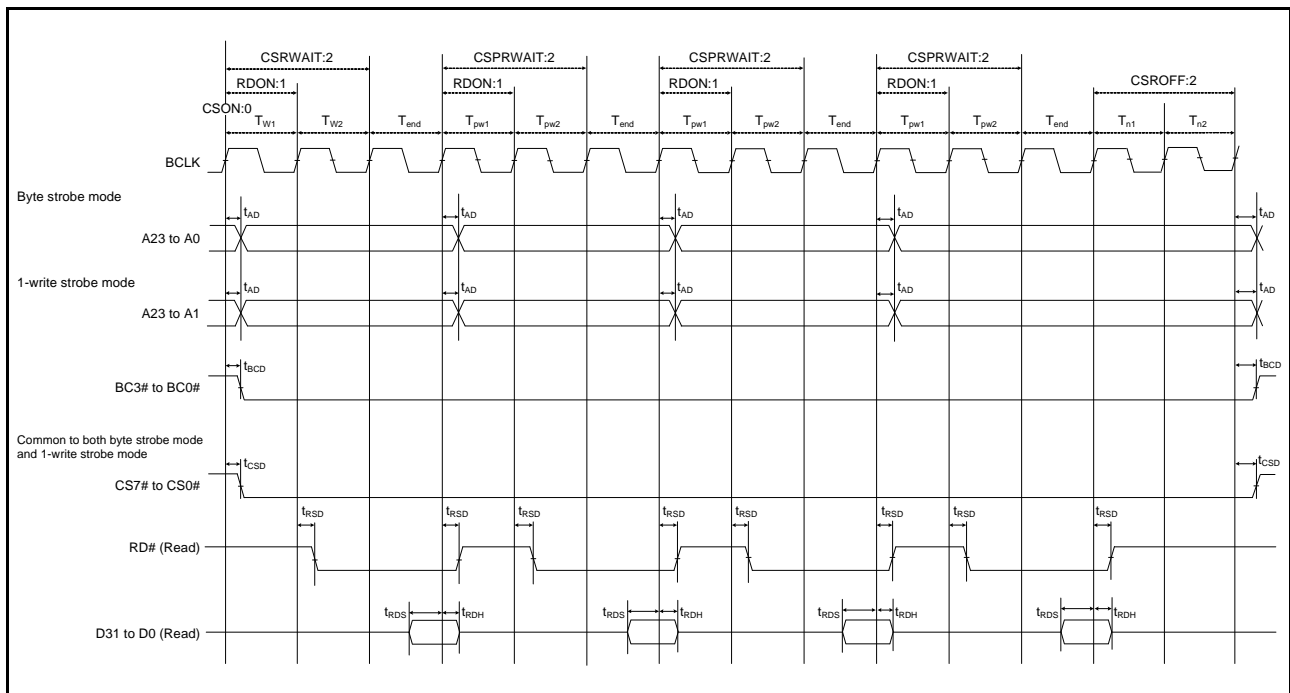 CSRWAIT:2 CSPRWAIT:2 CSPRWAIT:2 CSPRWAIT:2
RDON:1 RDON:1 RDON:1 RDON:1 CSROFF:2
CSON:0
TW1 TW2 Tend Tpw1 Tpw2 Tend Tpw1 Tpw2 Tend Tpw1 Tpw2 Tend Tn1 Tn2
BCLK
Byte strobe mode
tAD tAD tAD tAD tAD
A23 to A0
1-write strobe mode
tAD tAD tAD tAD tAD
A23 to A1
tBCD tBCD
BC3# to BC0#
Common to both byte strobe mode
and 1-write strobe mode
tCSD tCSD
CS7# to CS0#
tRSD tRSD tRSD tRSD tRSD tRSD tRSD tRSD
RD# (Read)
tRDS tRDH tRDS tRDH tRDS tRDH tRDS tRDH
D31 to D0 (Read)